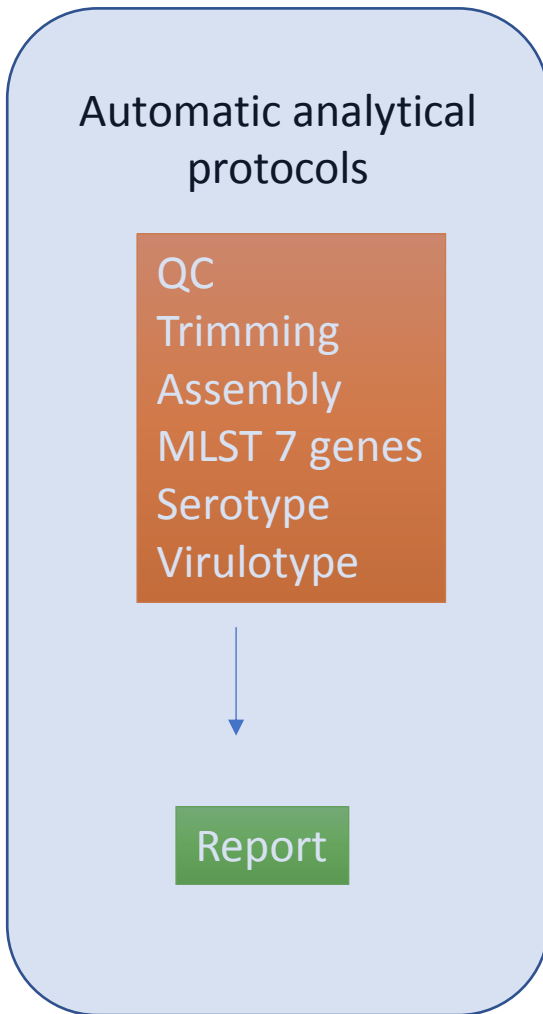 Automatic analytical
protocols
QC
Trimming
Assembly
MLST 7 genes
Serotype
Virulotype
Report